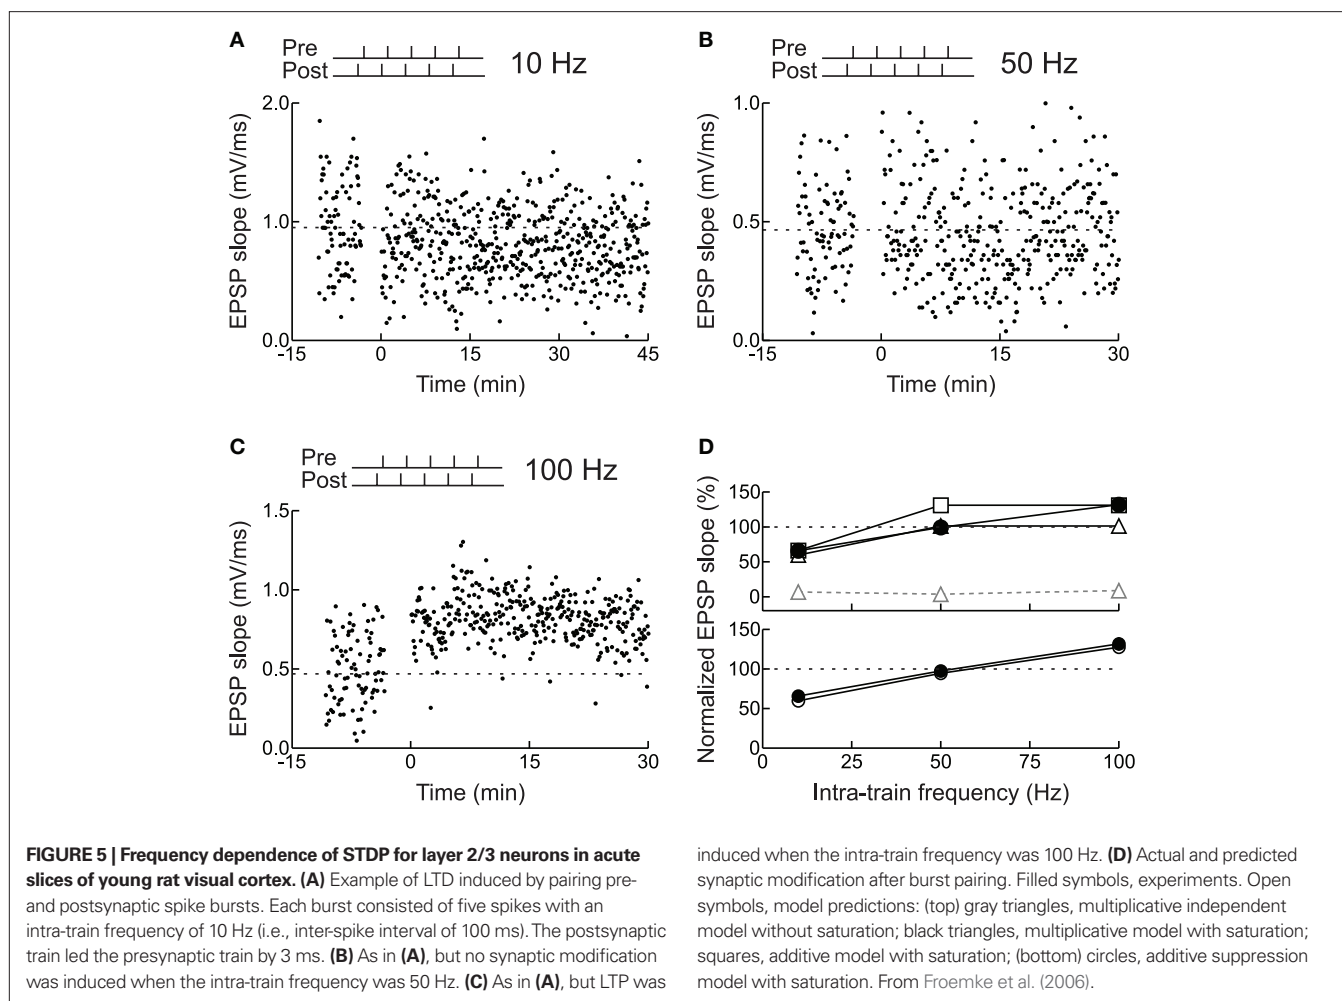 A
Pre
Post
10 Hz
EPSP slope (mV/ms)
2.0
1.0
0.0
-15
0
15
30
45
Time (min)
B
Pre
Post
50 Hz
EPSP slope (mV/ms)
1.0
0.5
0.0
-15
0
15
30
Time (min)
C
Pre
Post
100 Hz
EPSP slope (mV/ms)
1.5
1.0
0.5
0.0
-15
0
15
30
Time (min)
D
Normalized EPSP slope (%)
150
100
50
0
150
100
50
0
25
50
75
100
Intra-train frequency (Hz)
FIGURE 5 | Frequency dependence of STDP for layer 2/3 neurons in acute
slices of young rat visual cortex. (A) Example of LTD induced by pairing pre-
and postsynaptic spike bursts. Each burst consisted of five spikes with an
intra-train frequency of 10 Hz (i.e., inter-spike interval of 100 ms). The postsynaptic
train led the presynaptic train by 3 ms. (B) As in (A), but no synaptic modification
was induced when the intra-train frequency was 50 Hz. (C) As in (A), but LTP was
induced when the intra-train frequency was 100 Hz. (D) Actual and predicted
synaptic modification after burst pairing. Filled symbols, experiments. Open
symbols, model predictions: (top) gray triangles, multiplicative independent
model without saturation; black triangles, multiplicative model with saturation;
squares, additive model with saturation; (bottom) circles, additive suppression
model with saturation. From Froemke et al. (2006).